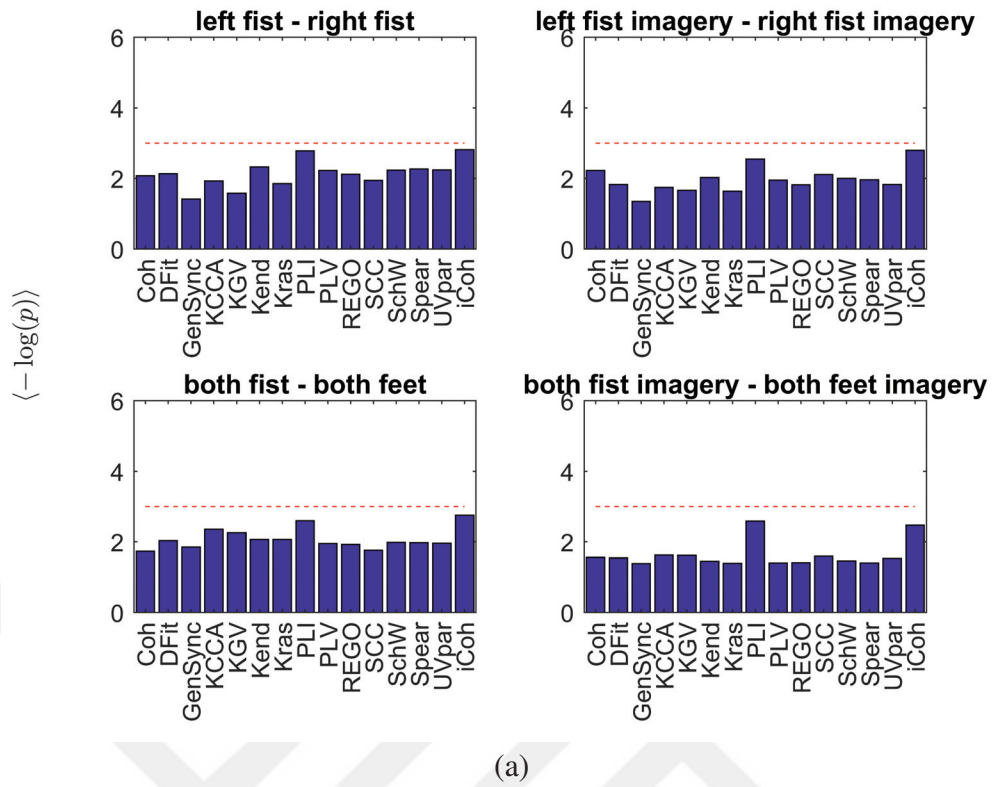 left fist - right fist
6
4
2
0
Coh
DFit
GenSync
KCCA
KGV
Kend
Kras
PLI
PLV
REGO
SCC
SchW
Spear
UVpar
iCoh
left fist imagery - right fist imagery
6
4
2
0
Coh
DFit
GenSync
KCCA
KGV
Kend
Kras
PLI
PLV
REGO
SCC
SchW
Spear
UVpar
iCoh
⟨− log(p)⟩
both fist - both feet
6
4
2
0
Coh
DFit
GenSync
KCCA
KGV
Kend
Kras
PLI
PLV
REGO
SCC
SchW
Spear
UVpar
iCoh
both fist imagery - both feet imagery
6
4
2
0
Coh
DFit
GenSync
KCCA
KGV
Kend
Kras
PLI
PLV
REGO
SCC
SchW
Spear
UVpar
iCoh
(a)